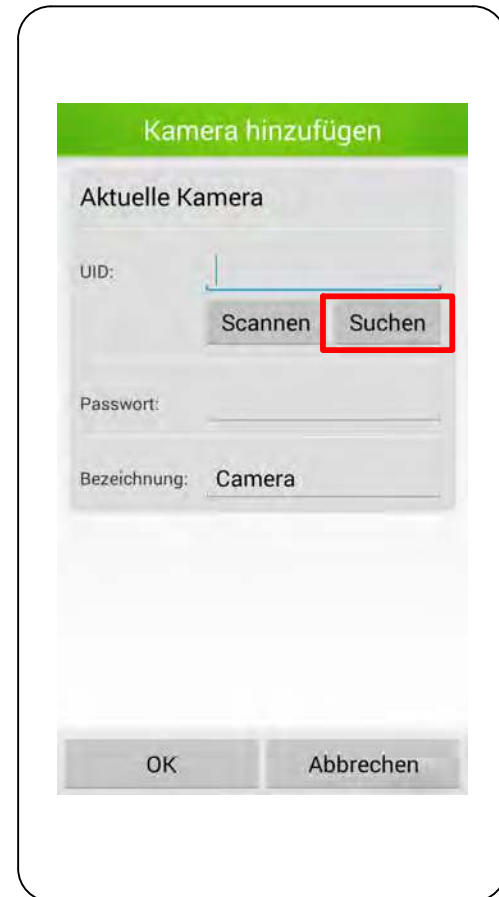 Kamera hinzufügen
Aktuelle Kamera
UID:
Scannen Suchen
Passwort:
Bezeichnung: Camera
OK Abbrechen